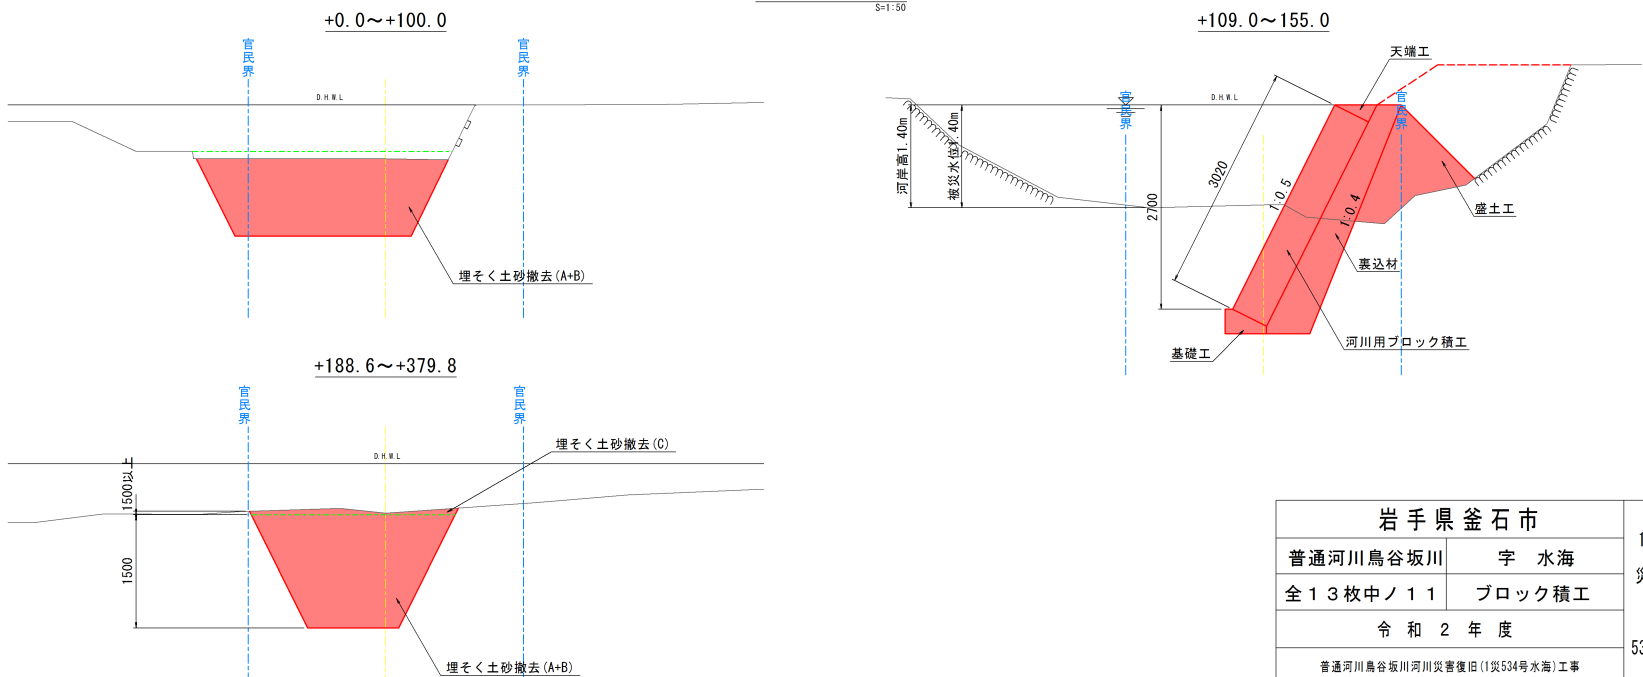 S=1:50
+0.0～+100.0
官民界
官民界
D.H.W.L
埋そく土砂撤去(A+B)
+109.0～155.0
天端工
官民界
D.H.W.L
官民界
河岸高1.40m
被災水位1.40m
3020
2700
1:0.5
1:0.4
盛土工
裏込材
河川用ブロック積工
基礎工
+188.6～+379.8
官民界
官民界
D.H.W.L
埋そく土砂撤去(C)
1500以上
1500
埋そく土砂撤去(A+B)
岩手県釜石市
普通河川鳥谷坂川 字 水海
全13枚中ノ11 ブロック積工
令和2年度
普通河川鳥谷坂川河川災害復旧(1災534号水海)工事